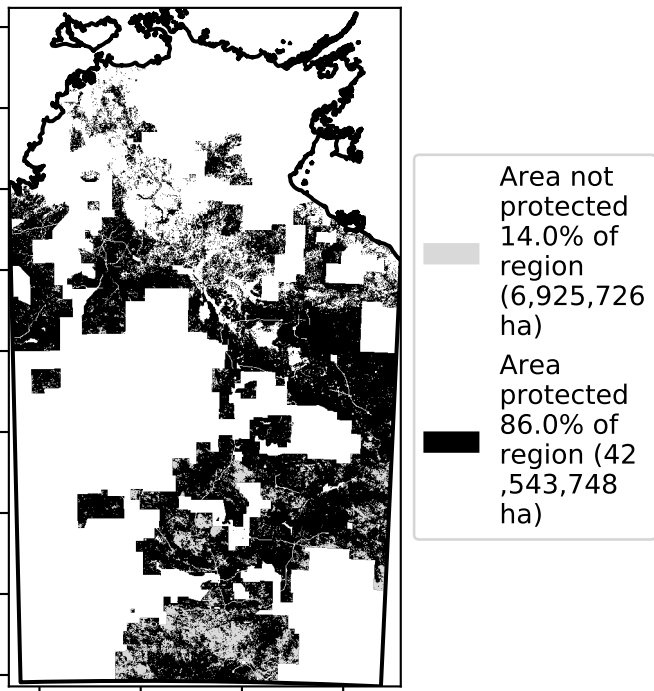 Area not
protected
14.0% of
region
(6,925,726
ha)
Area
protected
86.0% of
region (42
,543,748
ha)